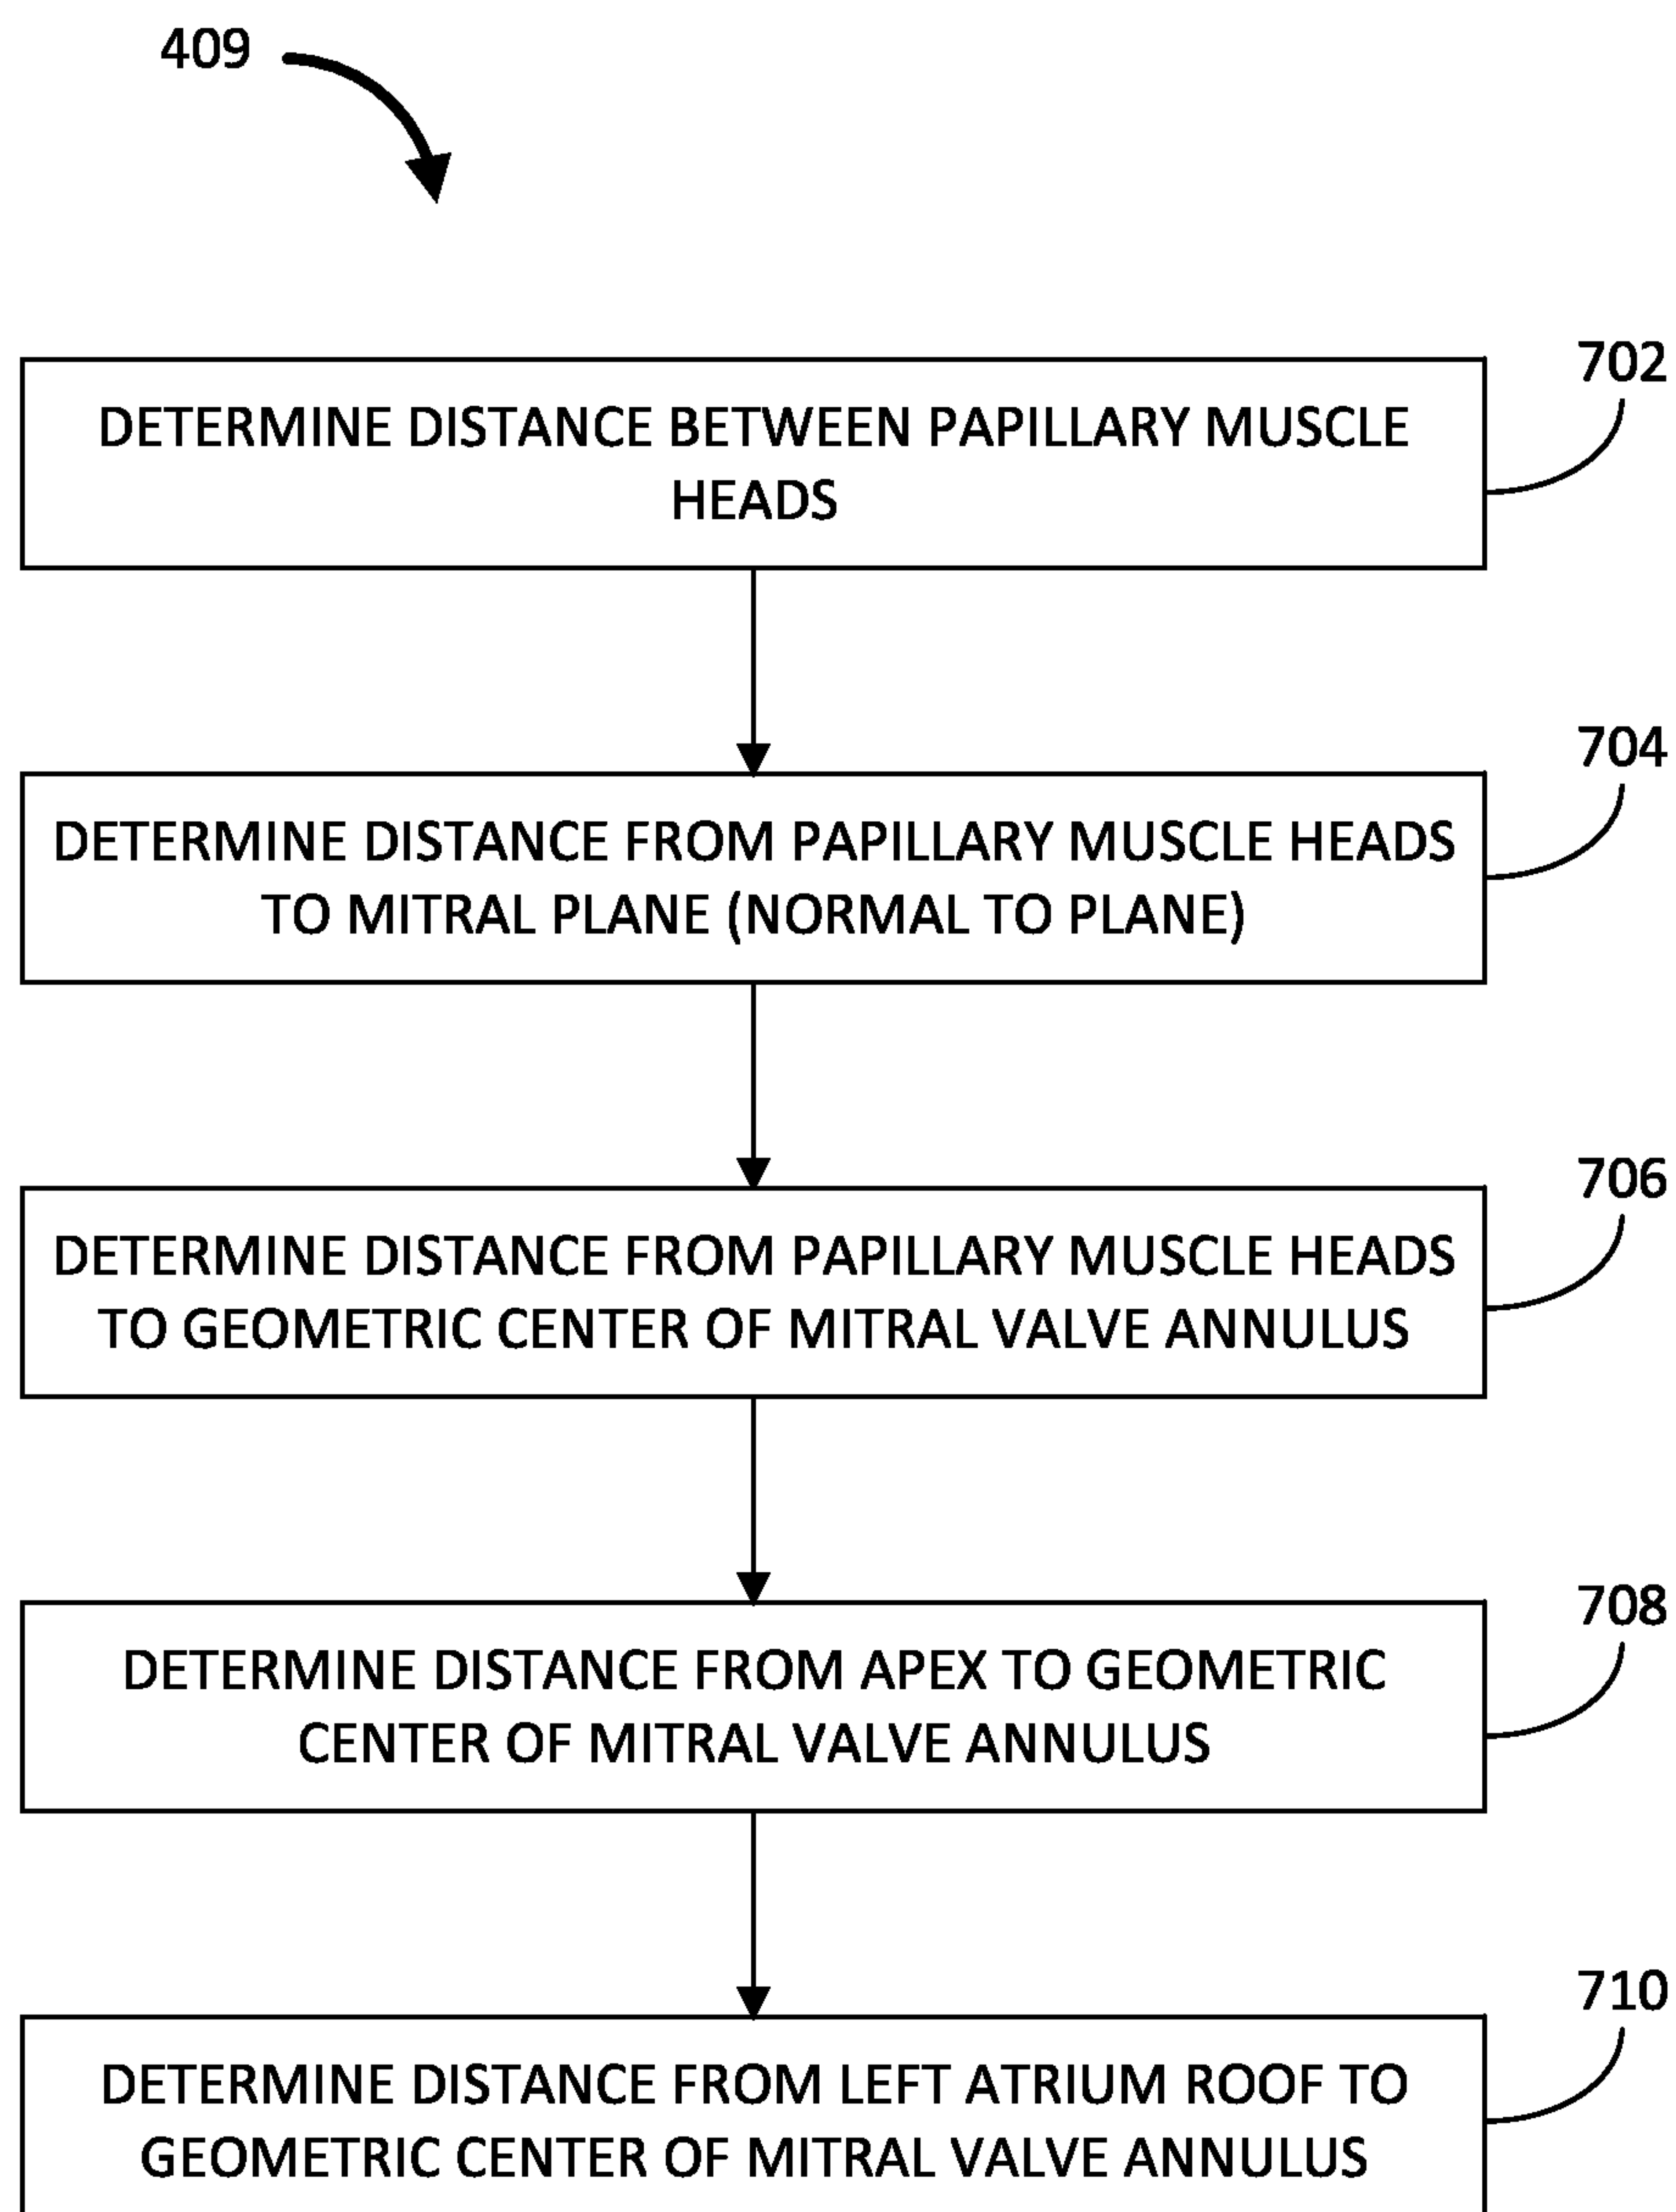 409
702
DETERMINE DISTANCE BETWEEN PAPILLARY MUSCLE
HEADS
704
DETERMINE DISTANCE FROM PAPILLARY MUSCLE HEADS
TO MITRAL PLANE (NORMAL TO PLANE)
706
DETERMINE DISTANCE FROM PAPILLARY MUSCLE HEADS
TO GEOMETRIC CENTER OF MITRAL VALVE ANNULUS
708
DETERMINE DISTANCE FROM APEX TO GEOMETRIC
CENTER OF MITRAL VALVE ANNULUS
710
DETERMINE DISTANCE FROM LEFT ATRIUM ROOF TO
GEOMETRIC CENTER OF MITRAL VALVE ANNULUS